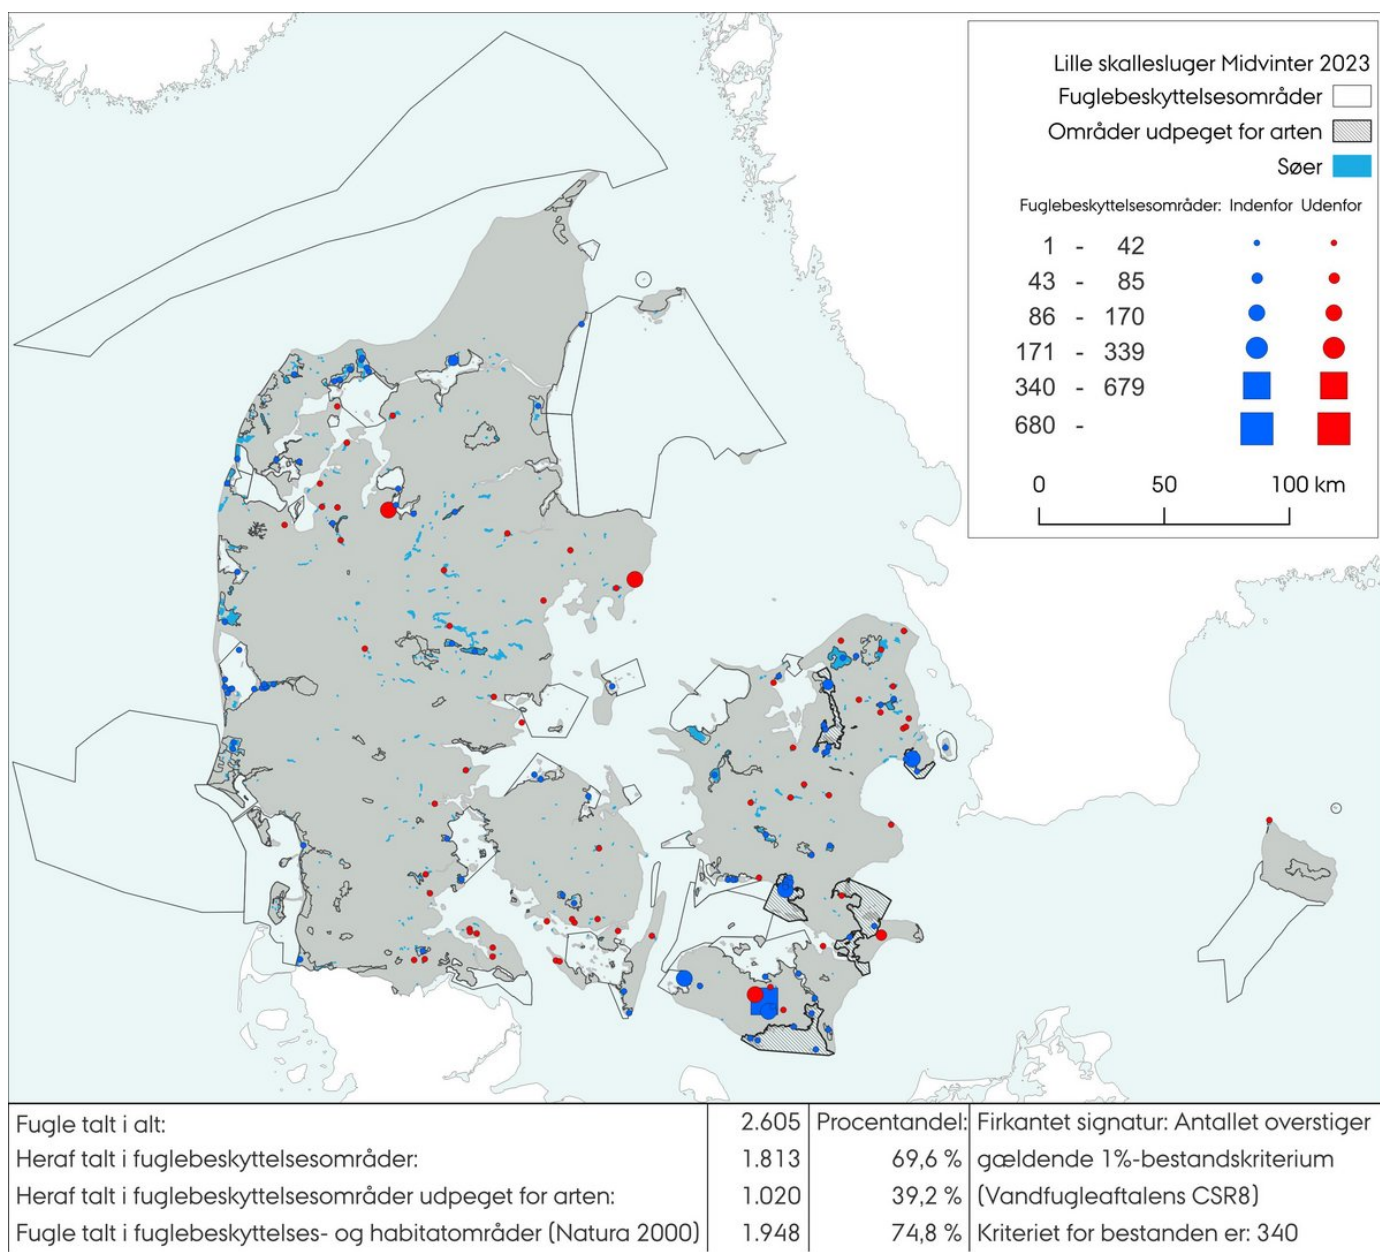 Lille skallesluger Midvinter 2023
Fuglebeskyttelsesområder
Områder udpeget for arten
Søer
Fuglebeskyttelsesområder: Indenfor Udenfor
1 - 42
43 - 85
86 - 170
171 - 339
340 - 679
680 -
0 50 100 km
Fugle talt i alt: 2.605 Procentandel: Firkantet signatur: Antallet overstiger
Heraf talt i fuglebeskyttelsesområder: 1.813 69,6 % gældende 1%-bestandskriterium
Heraf talt i fuglebeskyttelsesområder udpeget for arten: 1.020 39,2 % (Vandfugleaftalens CSR8)
Fugle talt i fuglebeskyttelses- og habitatområder (Natura 2000) 1.948 74,8 % Kriteriet for bestanden er: 340